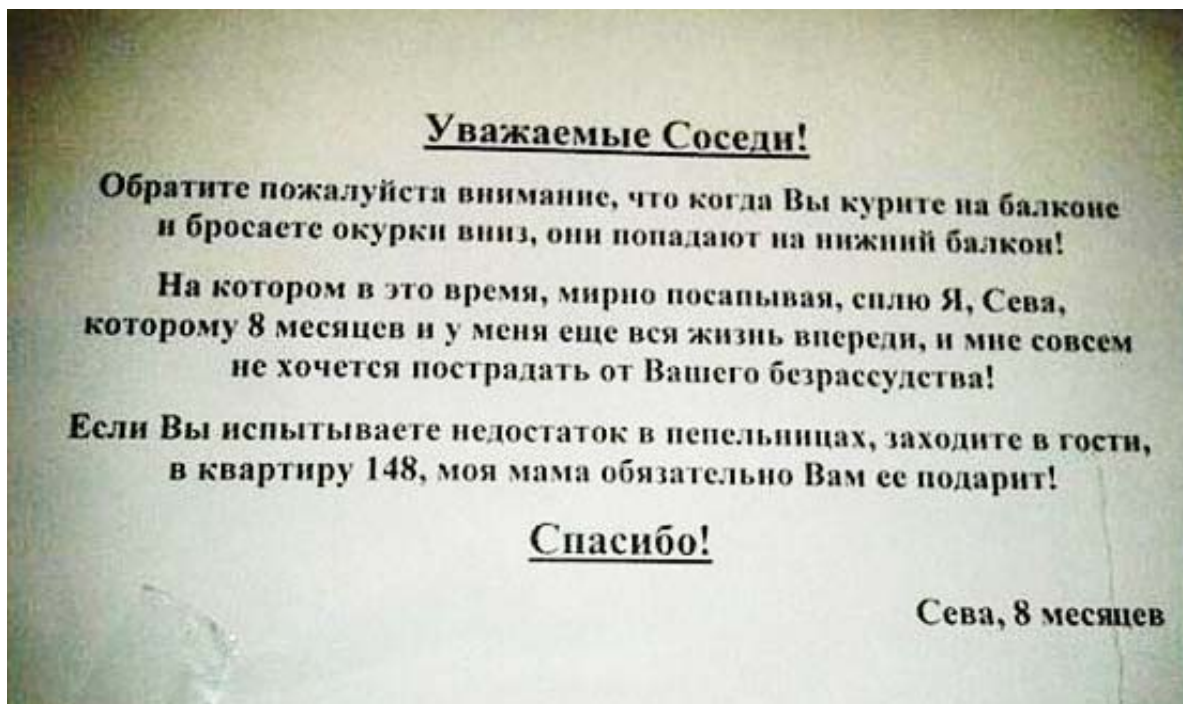 Уважаемые Соседи!
Обратите пожалуйста внимание, что когда Вы курите на балконе
и бросаете окурки вниз, они попадают на нижний балкон!
На котором в это время, мирно посапывая, сплю Я, Сева,
которому 8 месяцев и у меня еще вся жизнь впереди, и мне совсем
не хочется пострадать от Вашего безрассудства!
Если Вы испытываете недостаток в пепельницах, заходите в гости,
в квартиру 148, моя мама обязательно Вам ее подарит!
Спасибо!
Сева, 8 месяцев